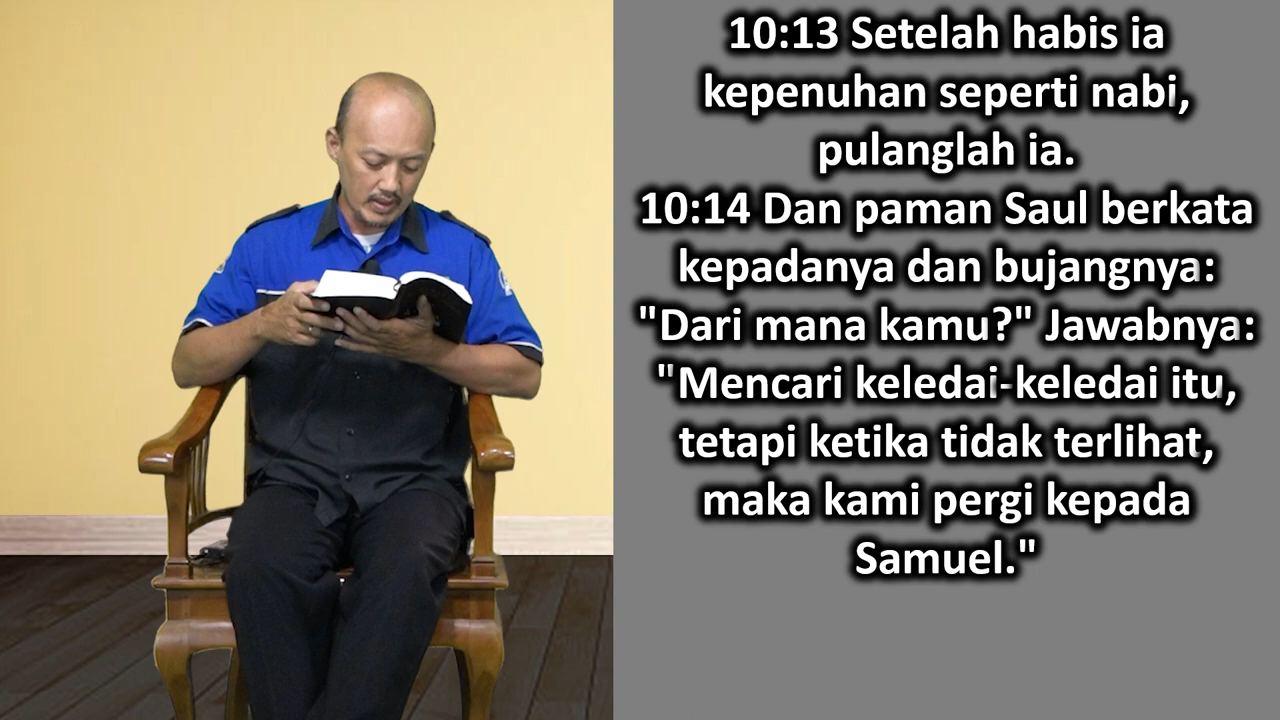 10:13 Setelah habis ia
kepenuhan seperti nabi,
pulanglah ia.
10:14 Dan paman Saul berkata
kepadanya dan bujangnya:
"Dari mana kamu?" Jawabnya:
"Mencari keledai-keledai itu,
tetapi ketika tidak terlihat,
maka kami pergi kepada
Samuel."